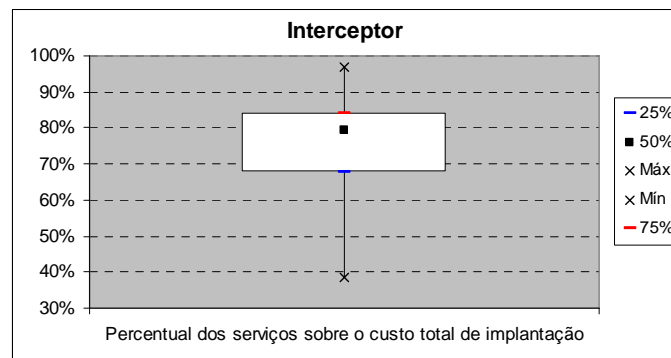 Interceptor
100%
90%
80%
70%
60%
50%
40%
30%
Percentual dos serviços sobre o custo total de implantação
25%
50%
Máx
Mín
75%